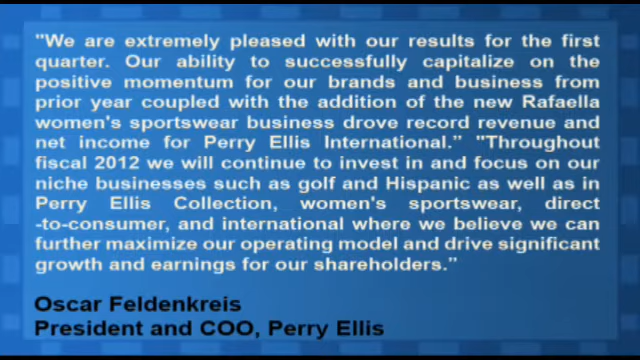 "We are extremely pleased with our results for the first
quarter. Our ability to successfully capitalize on the
positive momentum for our brands and business from
prior year coupled with the addition of the new Rafaella
women's sportswear business drove record revenue and
net income for Perry Ellis International.” "Throughout
fiscal 2012 we will continue to invest in and focus on our
niche businesses such as golf and Hispanic as well as in
Perry Ellis Collection, women's sportswear, direct
-to-consumer, and international where we believe we can
further maximize our operating model and drive significant
growth and earnings for our shareholders.”
Oscar Feldenkreis
President and COO, Perry Ellis